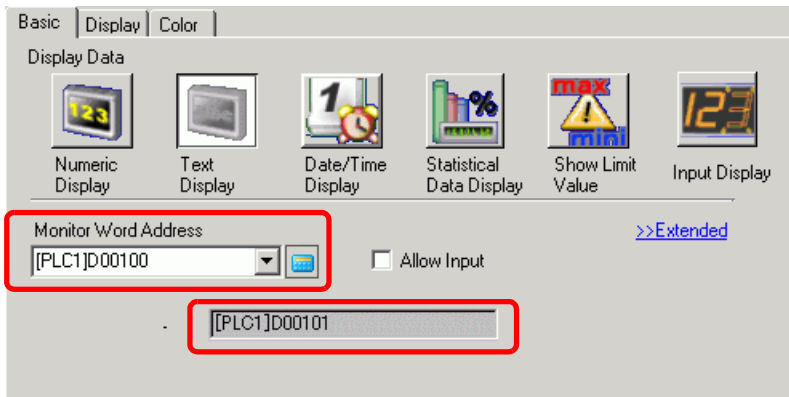 Basic Display Color
Display Data
123 1 % max mini 123
Numeric Display
Text Display
Date/Time Display
Statistical Data Display
Show Limit Value
Input Display
Monitor Word Address
>>Extended
[PLC1]D00100
Allow Input
- [PLC1]D00101